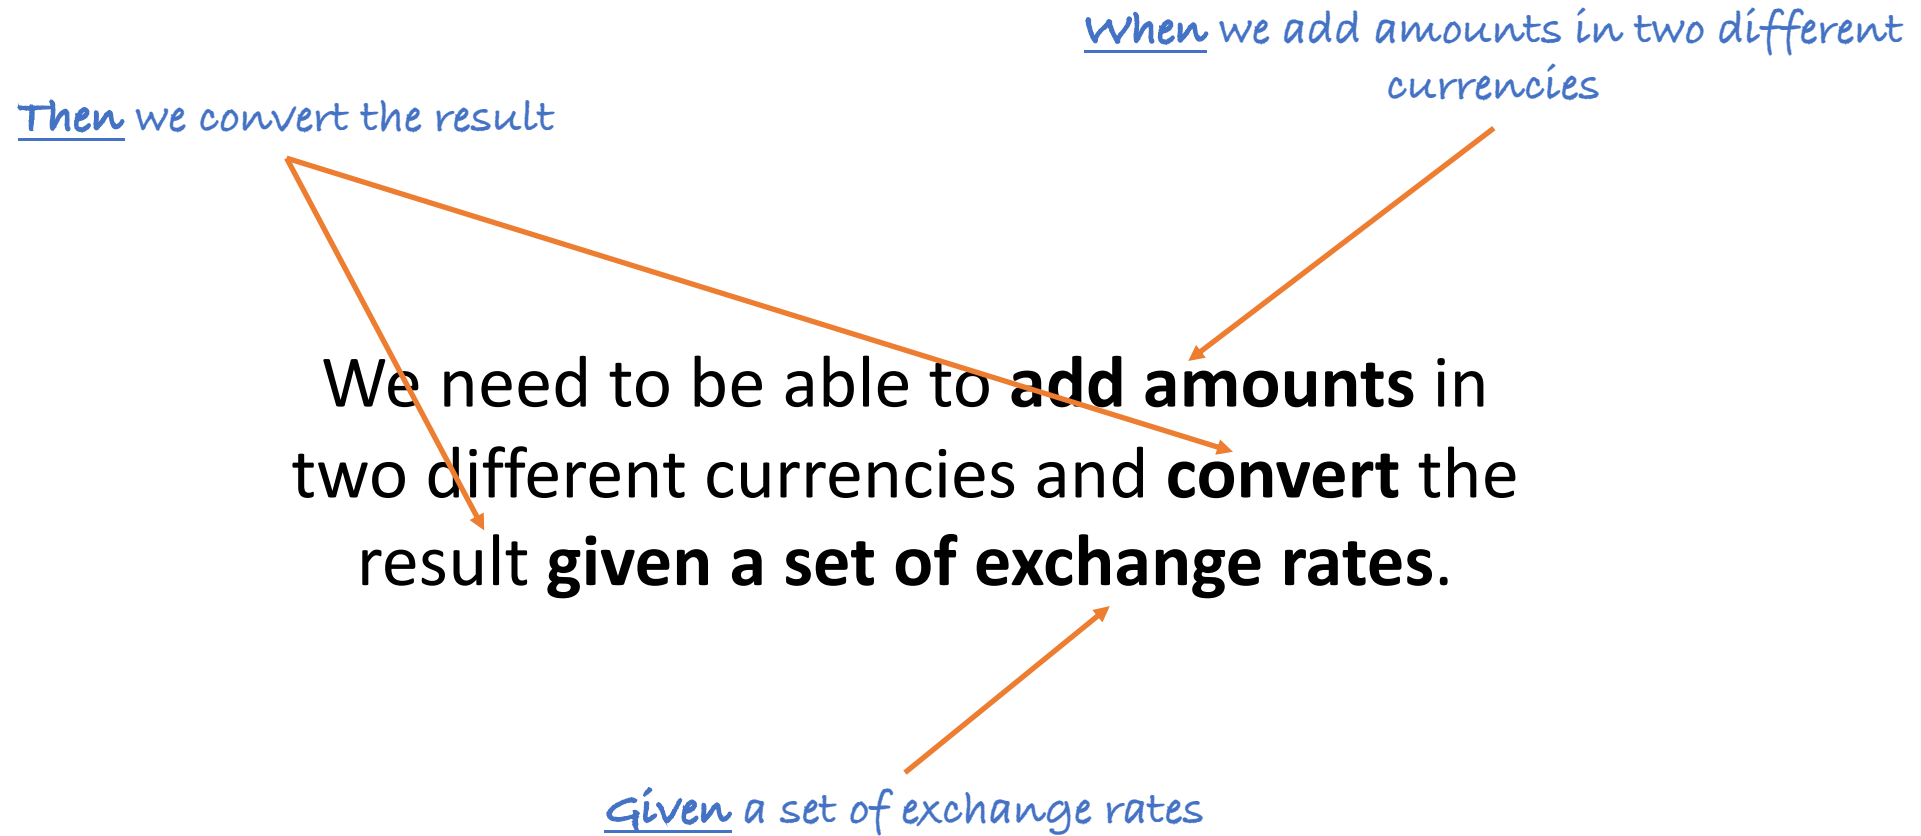 When we add amounts in two different
currencies
Then we convert the result
We need to be able to add amounts in
two different currencies and convert the
result given a set of exchange rates.
Given a set of exchange rates